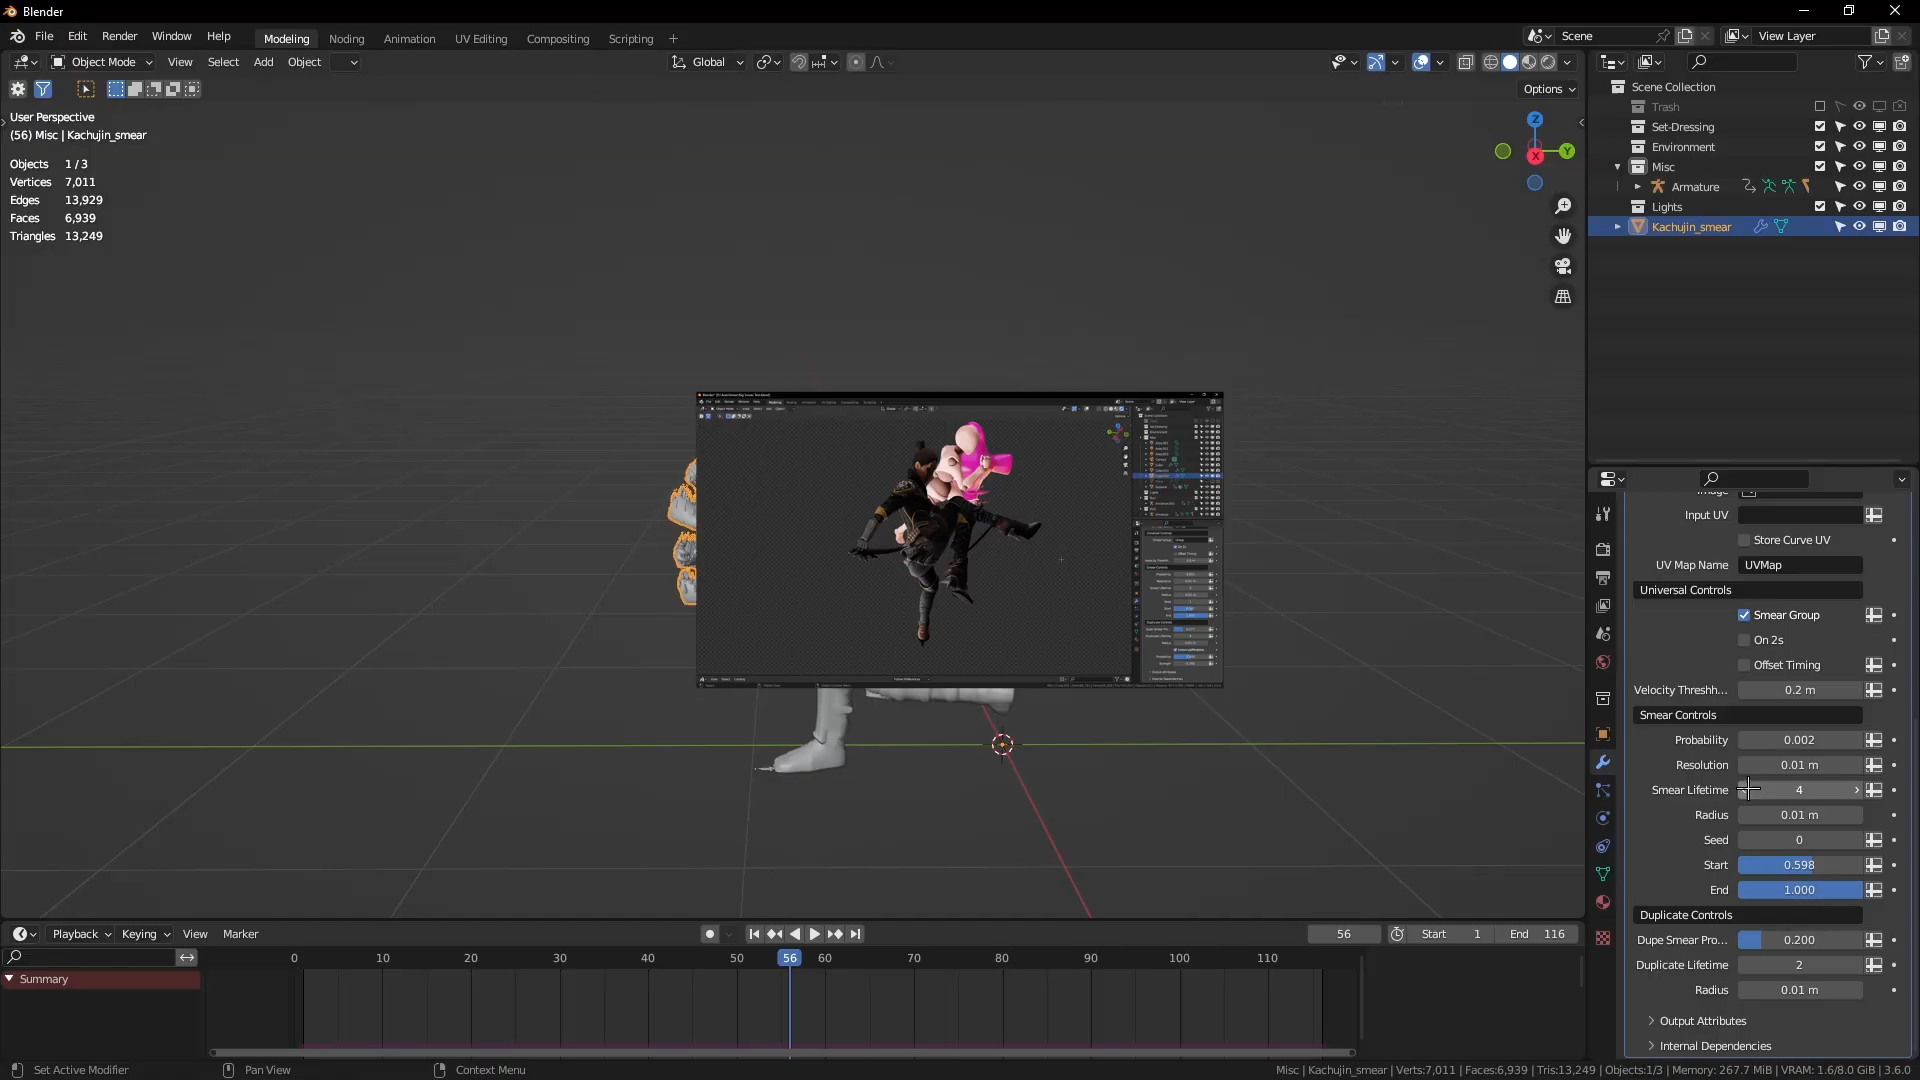 Blender
File Edit Render Window Help
Modeling Noding Animation UV Editing Compositing Scripting +
Scene
View Layer
Object Mode View Select Add Object
Global
Options
User Perspective
(56) Misc | Kachujin_smear
Objects 1/3
Vertices 7,011
Edges 13,929
Faces 6,939
Triangles 13,249
Z
Y
X
Scene Collection
Trash
Set-Dressing
Environment
Misc
Armature
Lights
Kachujin_smear
Image
Input UV
Store Curve UV
UV Map Name UVMap
Universal Controls
Smear Group
On 2s
Offset Timing
Velocity Threshh... 0.2 m
Smear Controls
Probability 0.002
Resolution 0.01 m
Smear Lifetime 4
Radius 0.01 m
Seed 0
Start 0.598
End 1.000
Duplicate Controls
Dupe Smear Pro... 0.200
Duplicate Lifetime 2
Radius 0.01 m
Output Attributes
Internal Dependencies
Playback Keying View Marker
56
Start 1 End 116
0 10 20 30 40 50 56 60 70 80 90 100 110
Summary
Set Active Modifier
Pan View
Context Menu
Misc | Kachujin_smear | Verts:7,011 | Faces:6,939 | Tris:13,249 | Objects:1/3 | Memory: 267.7 MiB | VRAM: 1.6/8.0 GiB | 3.6.0